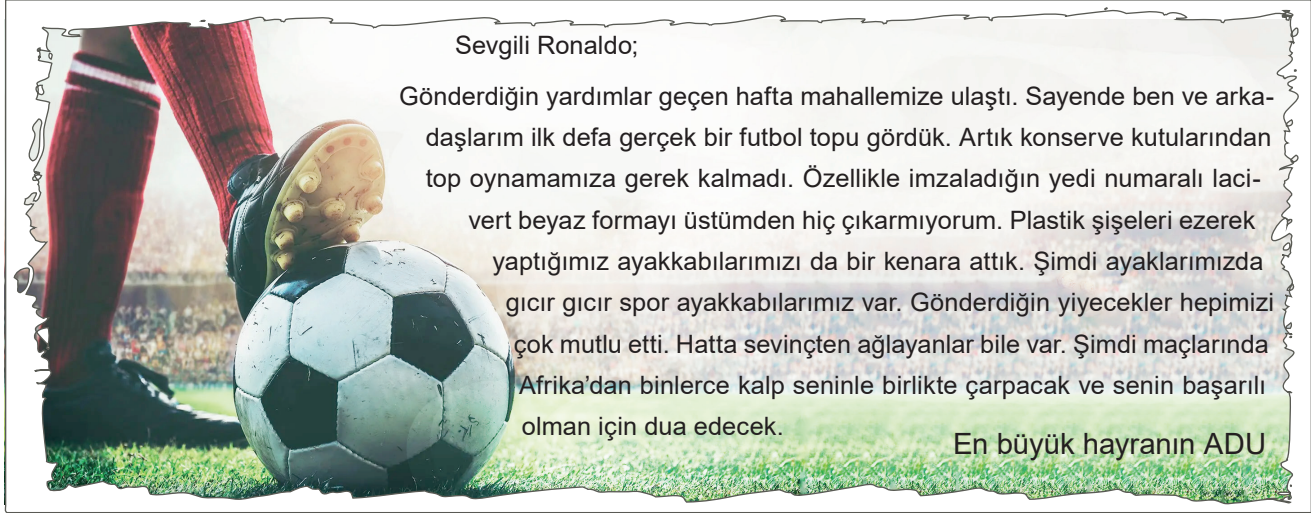 Sevgili Ronaldo;
Gönderdiğin yardımlar geçen hafta mahallemize ulaştı. Sayende ben ve arka-
daşlarım ilk defa gerçek bir futbol topu gördük. Artık konserve kutularından
top oynamamıza gerek kalmadı. Özellikle imzaladığın yedi numaralı laci-
vert beyaz formayı üstümden hiç çıkarmıyorum. Plastik şişeleri ezerek
yaptığımız ayakkabılarımızı da bir kenara attık. Şimdi ayaklarımızda
gıcır gıcır spor ayakkabılarımız var. Gönderdiğin yiyecekler hepimizi
çok mutlu etti. Hatta sevinçten ağlayanlar bile var. Şimdi maçlarında
Afrika’dan binlerce kalp seninle birlikte çarpacak ve senin başarılı
olman için dua edecek.
En büyük hayranın ADU